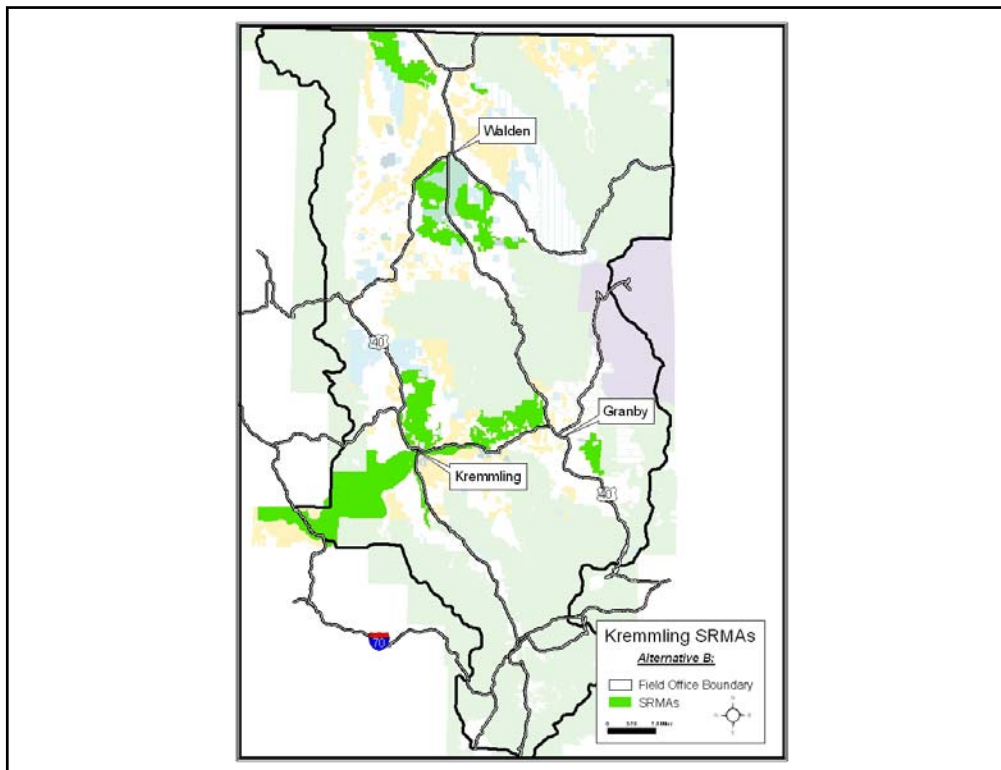 Walden
40
Granby
Kremmling
40
70
Kremmling SRMAs
Alternative B:
Field Office Boundary
SRMAs